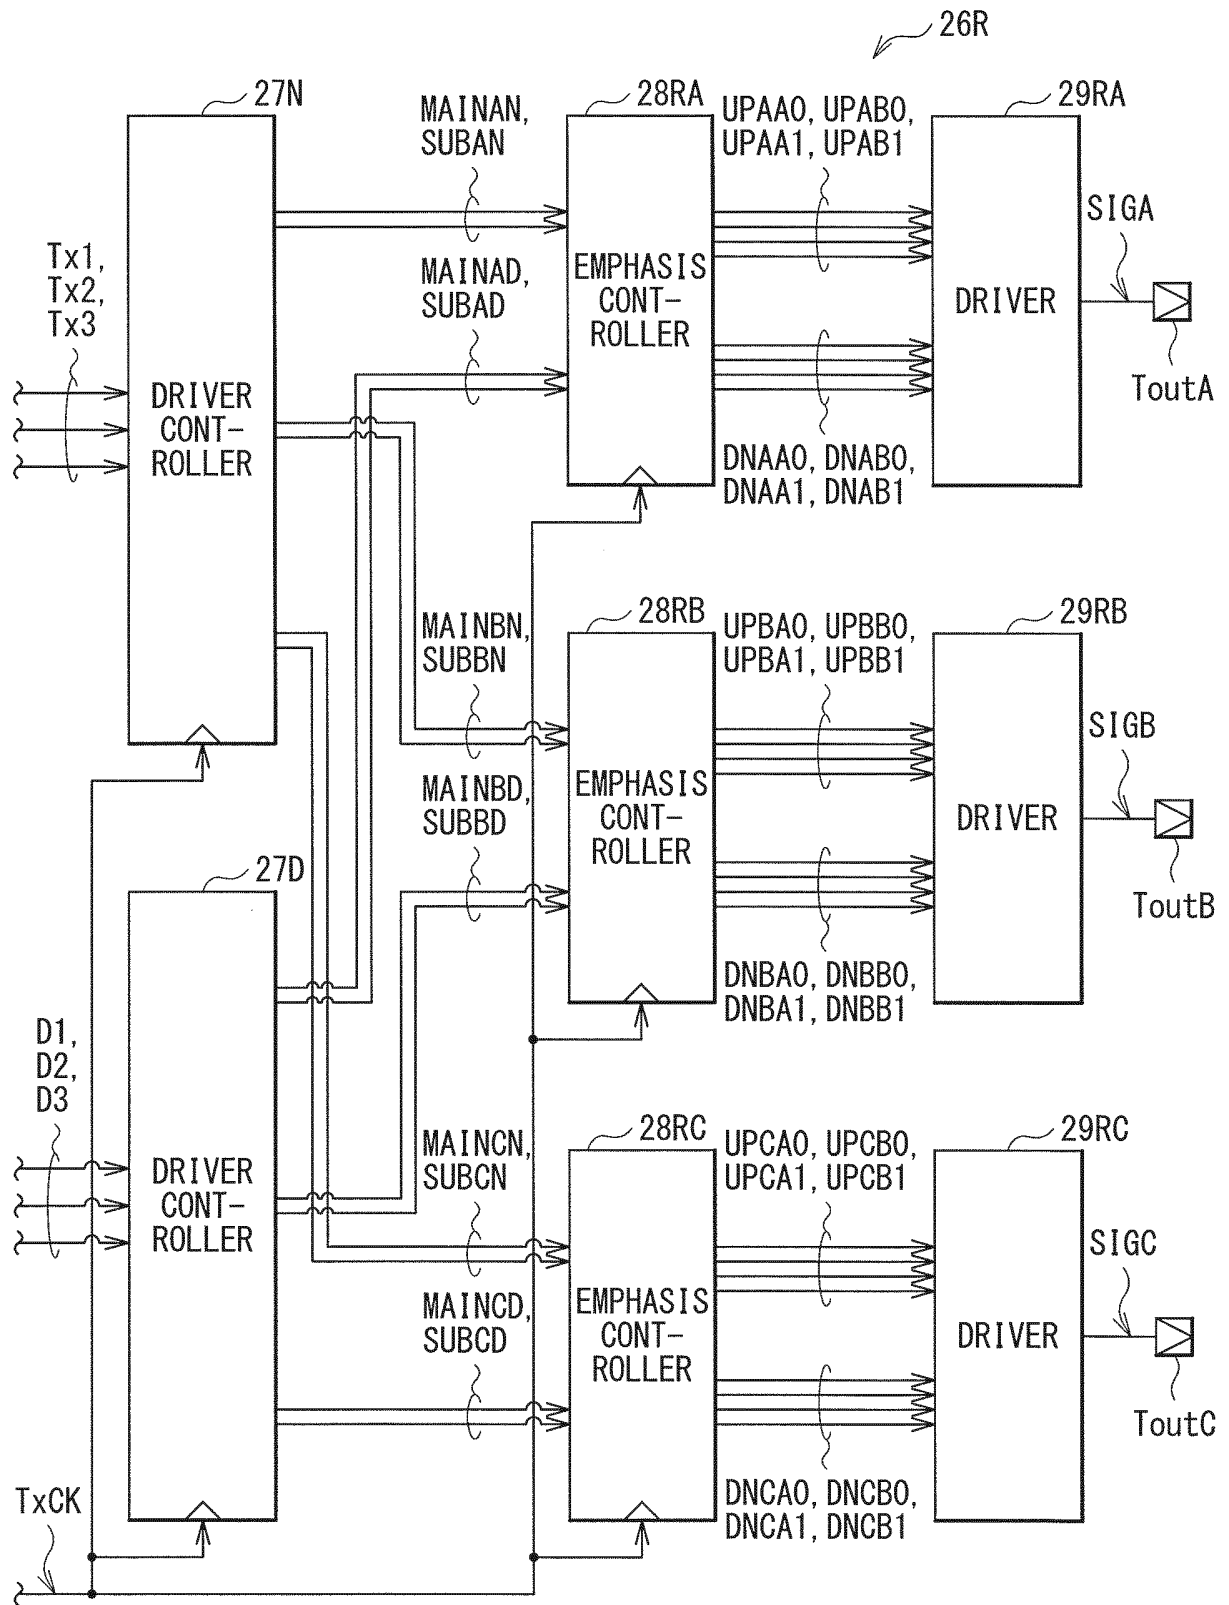 26R
27N
MAINAN,
SUBAN
28RA
UPAA0, UPAB0,
UPAA1, UPAB1
29RA
SIGA
Tx1,
Tx2,
Tx3
MAINAD,
SUBAD
EMPHASIS
CONT-
ROLLER
DRIVER
ToutA
DRIVER
CONT-
ROLLER
DNAA0, DNAB0,
DNAA1, DNAB1
MAINBN,
SUBBN
28RB
UPBA0, UPBB0,
UPBA1, UPBB1
29RB
SIGB
MAINBD,
SUBBD
EMPHASIS
CONT-
ROLLER
DRIVER
27D
ToutB
DNBA0, DNBB0,
DNBA1, DNBB1
D1,
D2,
D3
MAINCN,
SUBCN
28RC
UPCA0, UPCB0,
UPCA1, UPCB1
29RC
DRIVER
CONT-
ROLLER
SIGC
MAINCD,
SUBCD
EMPHASIS
CONT-
ROLLER
DRIVER
ToutC
TxCK
DNCA0, DNCB0,
DNCA1, DNCB1